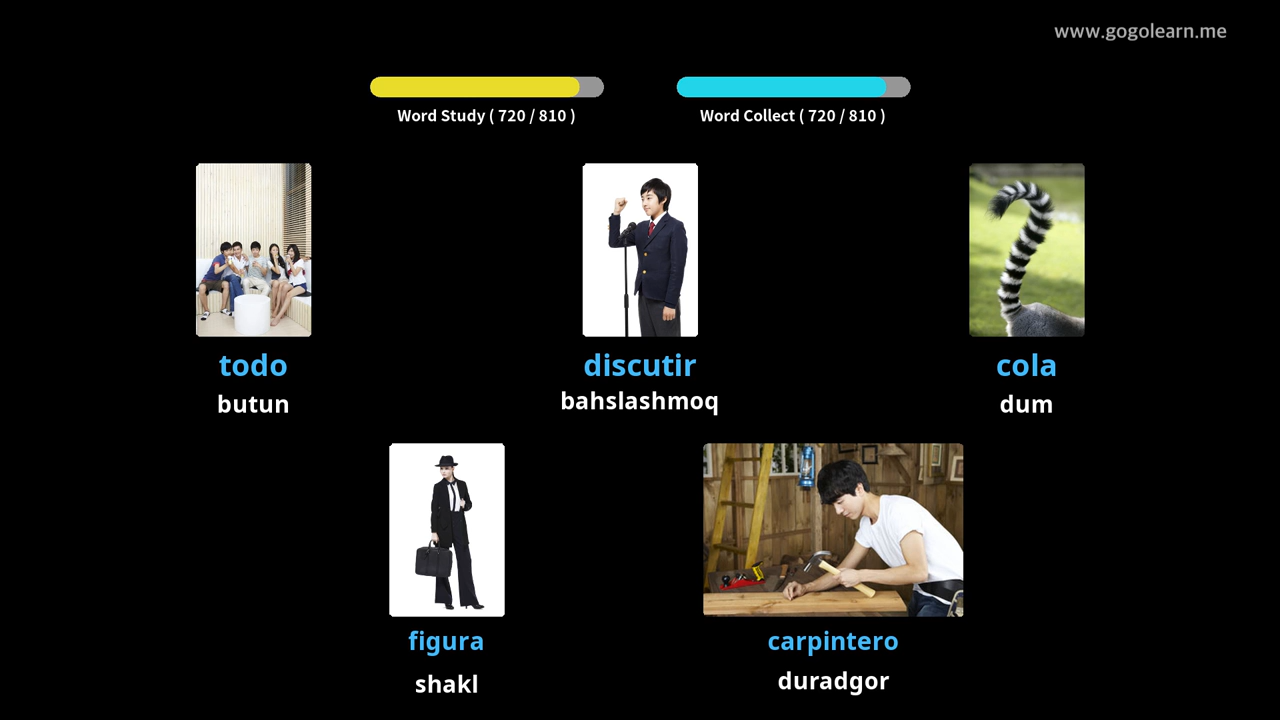 www.gogolearn.me
Word Study ( 720 / 810 )
Word Collect ( 720 / 810 )
todo
butun
discutir
bahslashmoq
cola
dum
figura
shakl
carpintero
duradgor